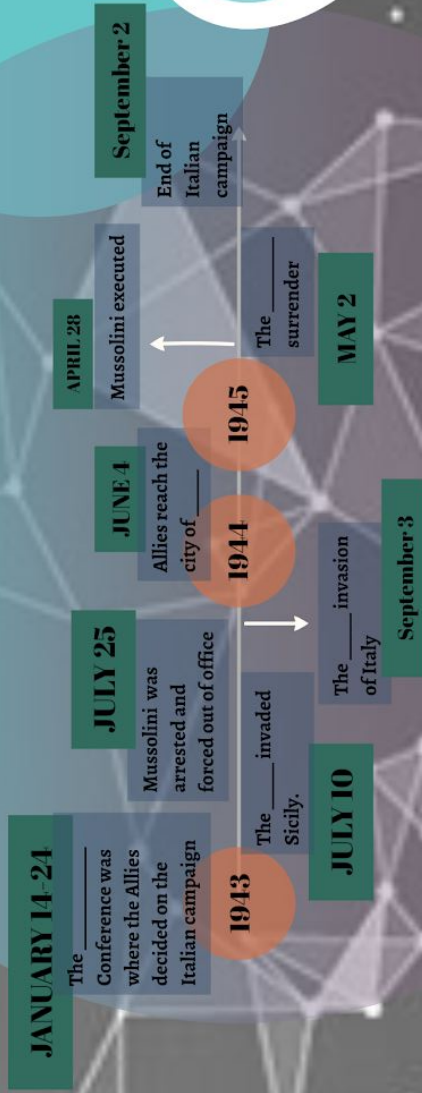 JANUARY 14-24
The ________
Conference was
where the Allies
decided on the
Italian campaign
1943
JULY 10
The ____ invaded
Sicily.
JULY 25
Mussolini was
arrested and
forced out of office
September 3
The ____ invasion
of Italy
1944
JUNE 4
Allies reach the
city of _____
1945
APRIL 28
Mussolini executed
MAY 2
The ________
surrender
September 2
End of
Italian
campaign